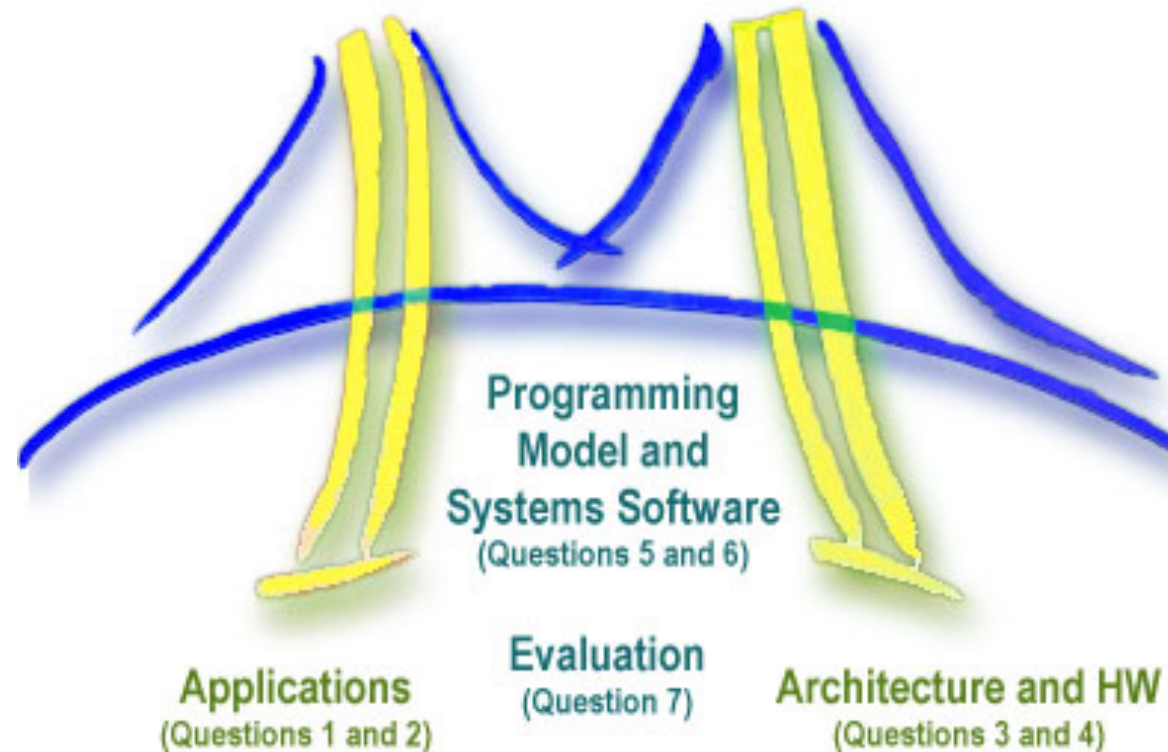 Programming
Model and
Systems Software
(Questions 5 and 6)
Evaluation
(Question 7)
Applications
(Questions 1 and 2)
Architecture and HW
(Questions 3 and 4)